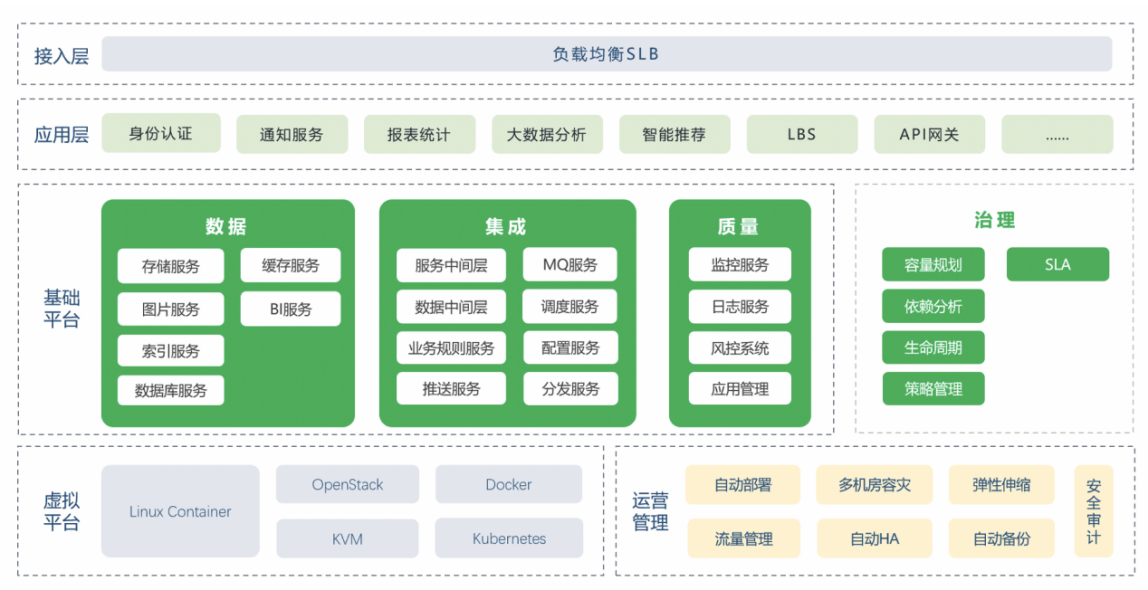 接入层
负载均衡SLB
应用层
身份认证
通知服务
报表统计
大数据分析
智能推荐
LBS
API网关
......
基础
平台
数据
存储服务
缓存服务
图片服务
BI服务
索引服务
数据库服务
集成
服务中间层
MQ服务
数据中间层
调度服务
业务规则服务
配置服务
推送服务
分发服务
质量
监控服务
日志服务
风控系统
应用管理
治理
容量规划
SLA
依赖分析
生命周期
策略管理
虚拟
平台
Linux Container
OpenStack
Docker
KVM
Kubernetes
运营
管理
自动部署
多机房容灾
弹性伸缩
流量管理
自动HA
自动备份
安全审计